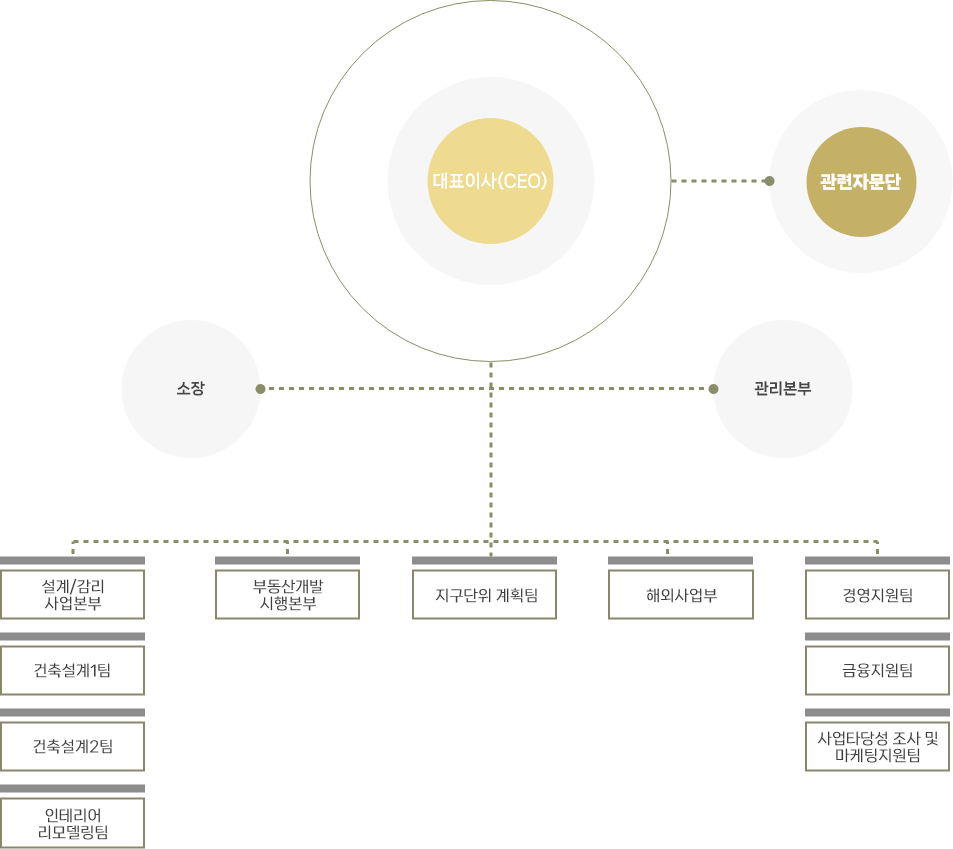 대표이사(CEO)
관련자문단
소장
관리본부
설계/감리
사업본부
부동산개발
시행본부
지구단위 계획팀
해외사업부
경영지원팀
건축설계1팀
금융지원팀
건축설계2팀
사업타당성 조사 및
마케팅지원팀
인테리어
리모델링팀